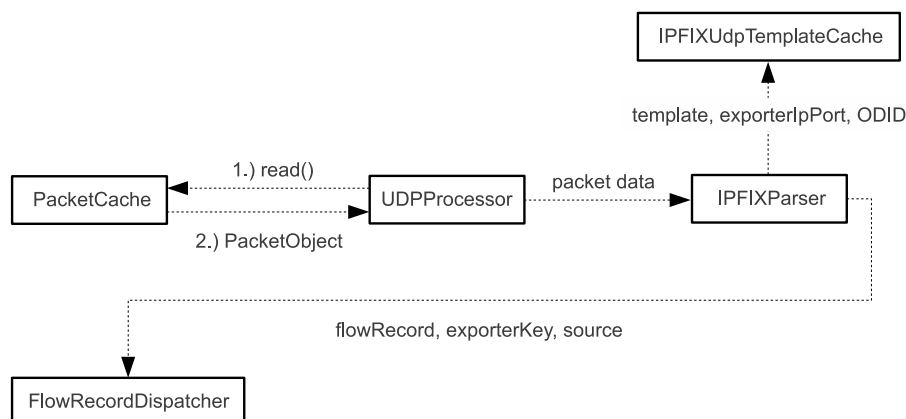 IPFIXUdpTemplateCache
template, exporterIpPort, ODID
1.) read()
packet data
PacketCache
UDPProcessor
IPFIXParser
2.) PacketObject
flowRecord, exporterKey, source
FlowRecordDispatcher